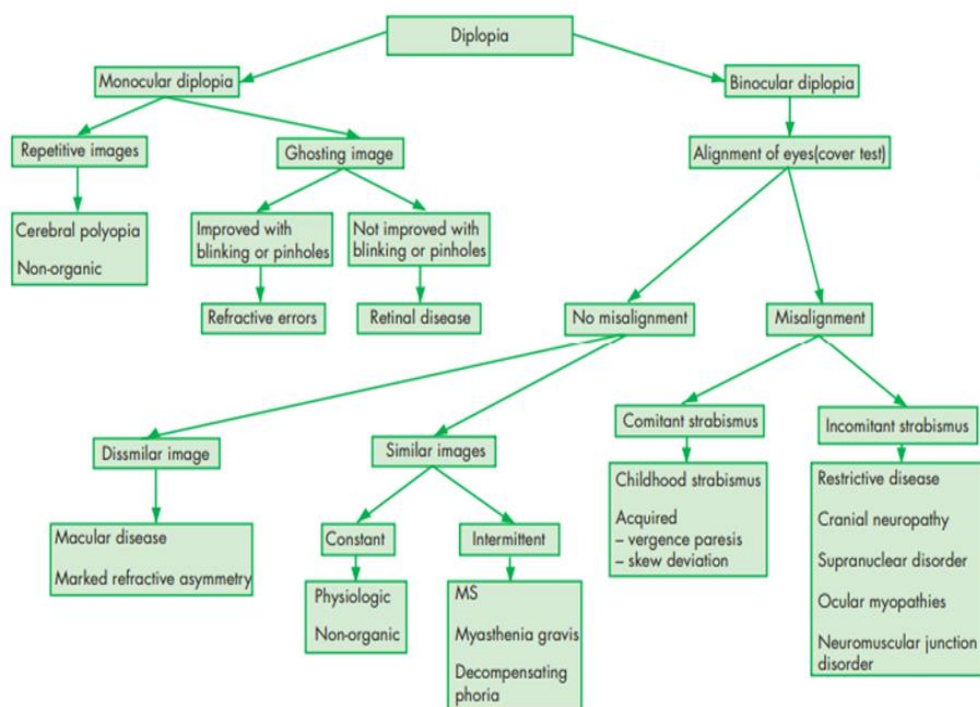 Diplopia
Monocular diplopia
Binocular diplopia
Repetitive images
Ghosting image
Alignment of eyes(cover test)
Cerebral polyopia
Non-organic
Improved with
blinking or pinholes
Not improved with
blinking or pinholes
Refractive errors
Retinal disease
No misalignment
Misalignment
Dissmilar image
Similar images
Comitant strabismus
Incomitant strabismus
Macular disease
Marked refractive asymmetry
Constant
Intermittent
Childhood strabismus
Acquired
– vergence paresis
– skew deviation
Restrictive disease
Cranial neuropathy
Supranuclear disorder
Ocular myopathies
Neuromuscular junction
disorder
Physiologic
Non-organic
MS
Myasthenia gravis
Decompensating
phoria